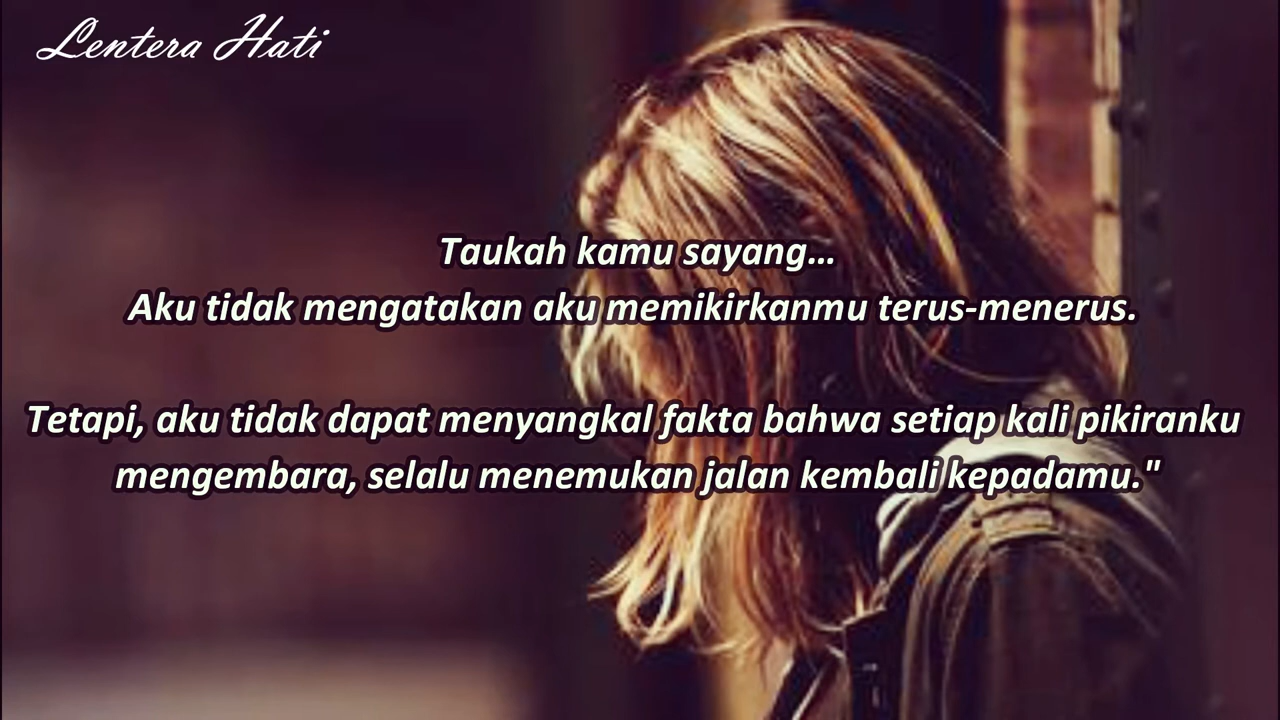 Lentera Hati
Taukah kamu sayang...
Aku tidak mengatakan aku memikirkanmu terus-menerus.
Tetapi, aku tidak dapat menyangkal fakta bahwa setiap kali pikiranku
mengembara, selalu menemukan jalan kembali kepadamu."